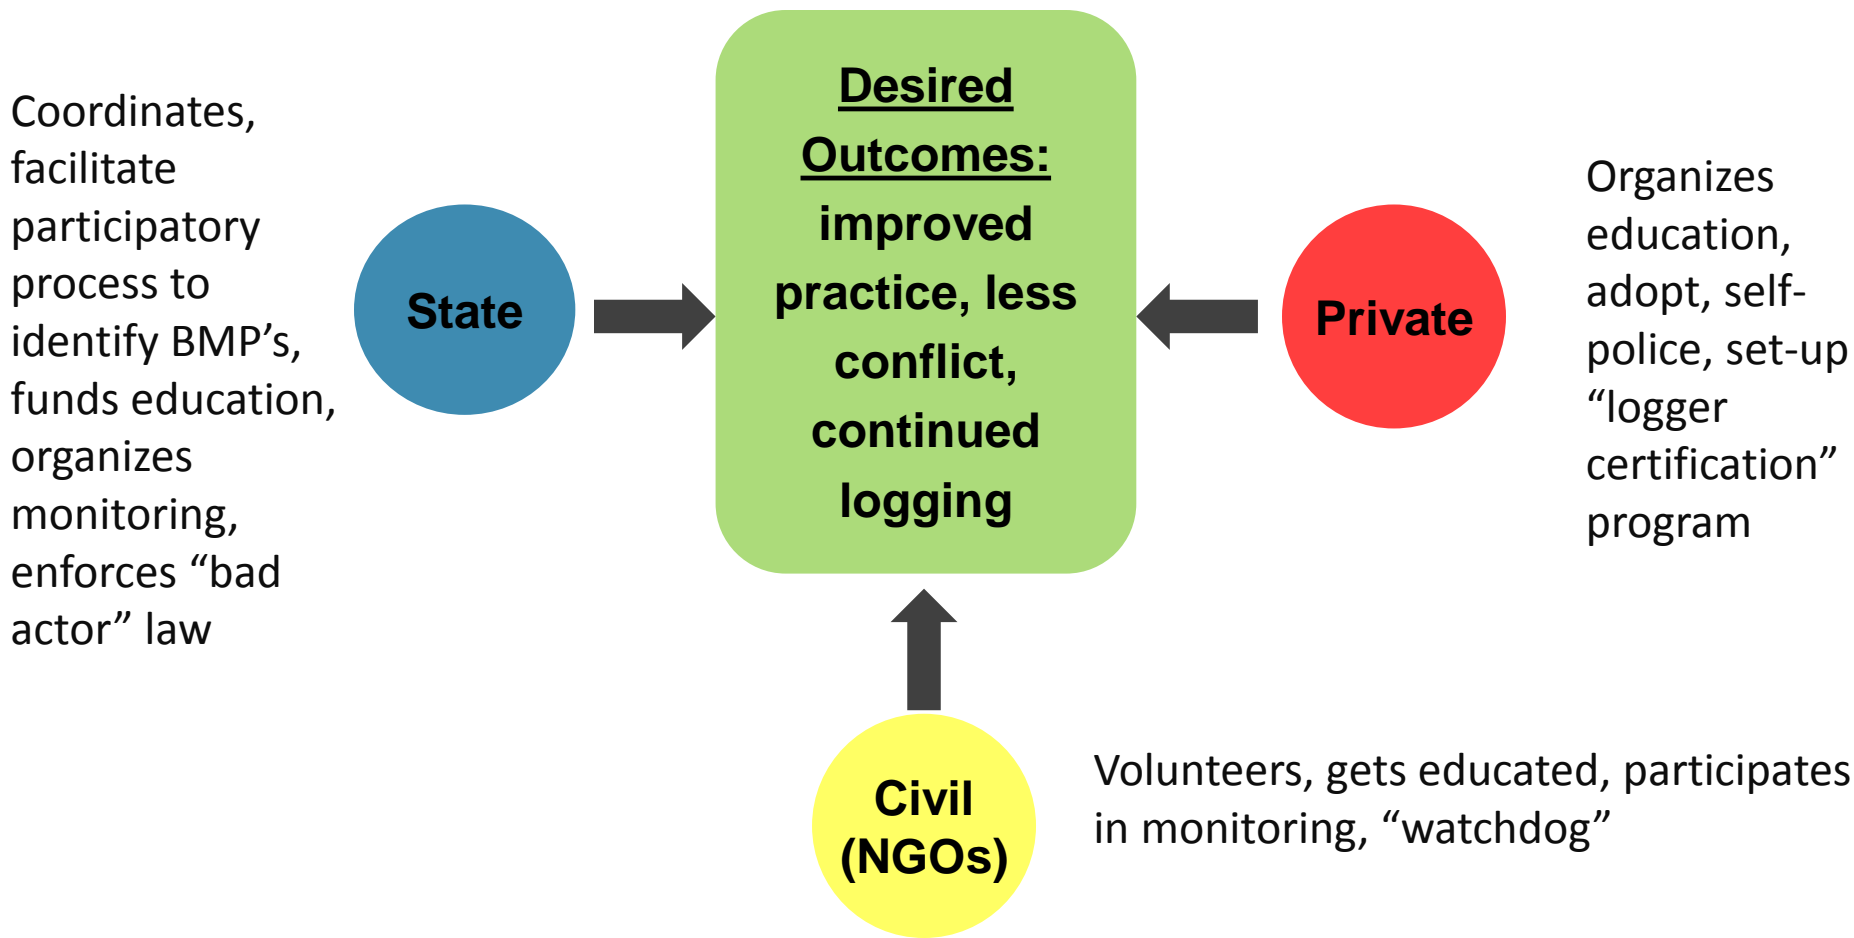 Coordinates,
facilitate
participatory
process to
identify BMP’s,
funds education,
organizes
monitoring,
enforces “bad
actor” law
State
Desired
Outcomes:
improved
practice, less
conflict,
continued
logging
Private
Organizes
education,
adopt, self-
police, set-up
“logger
certification”
program
Civil
(NGOs)
Volunteers, gets educated, participates
in monitoring, “watchdog”